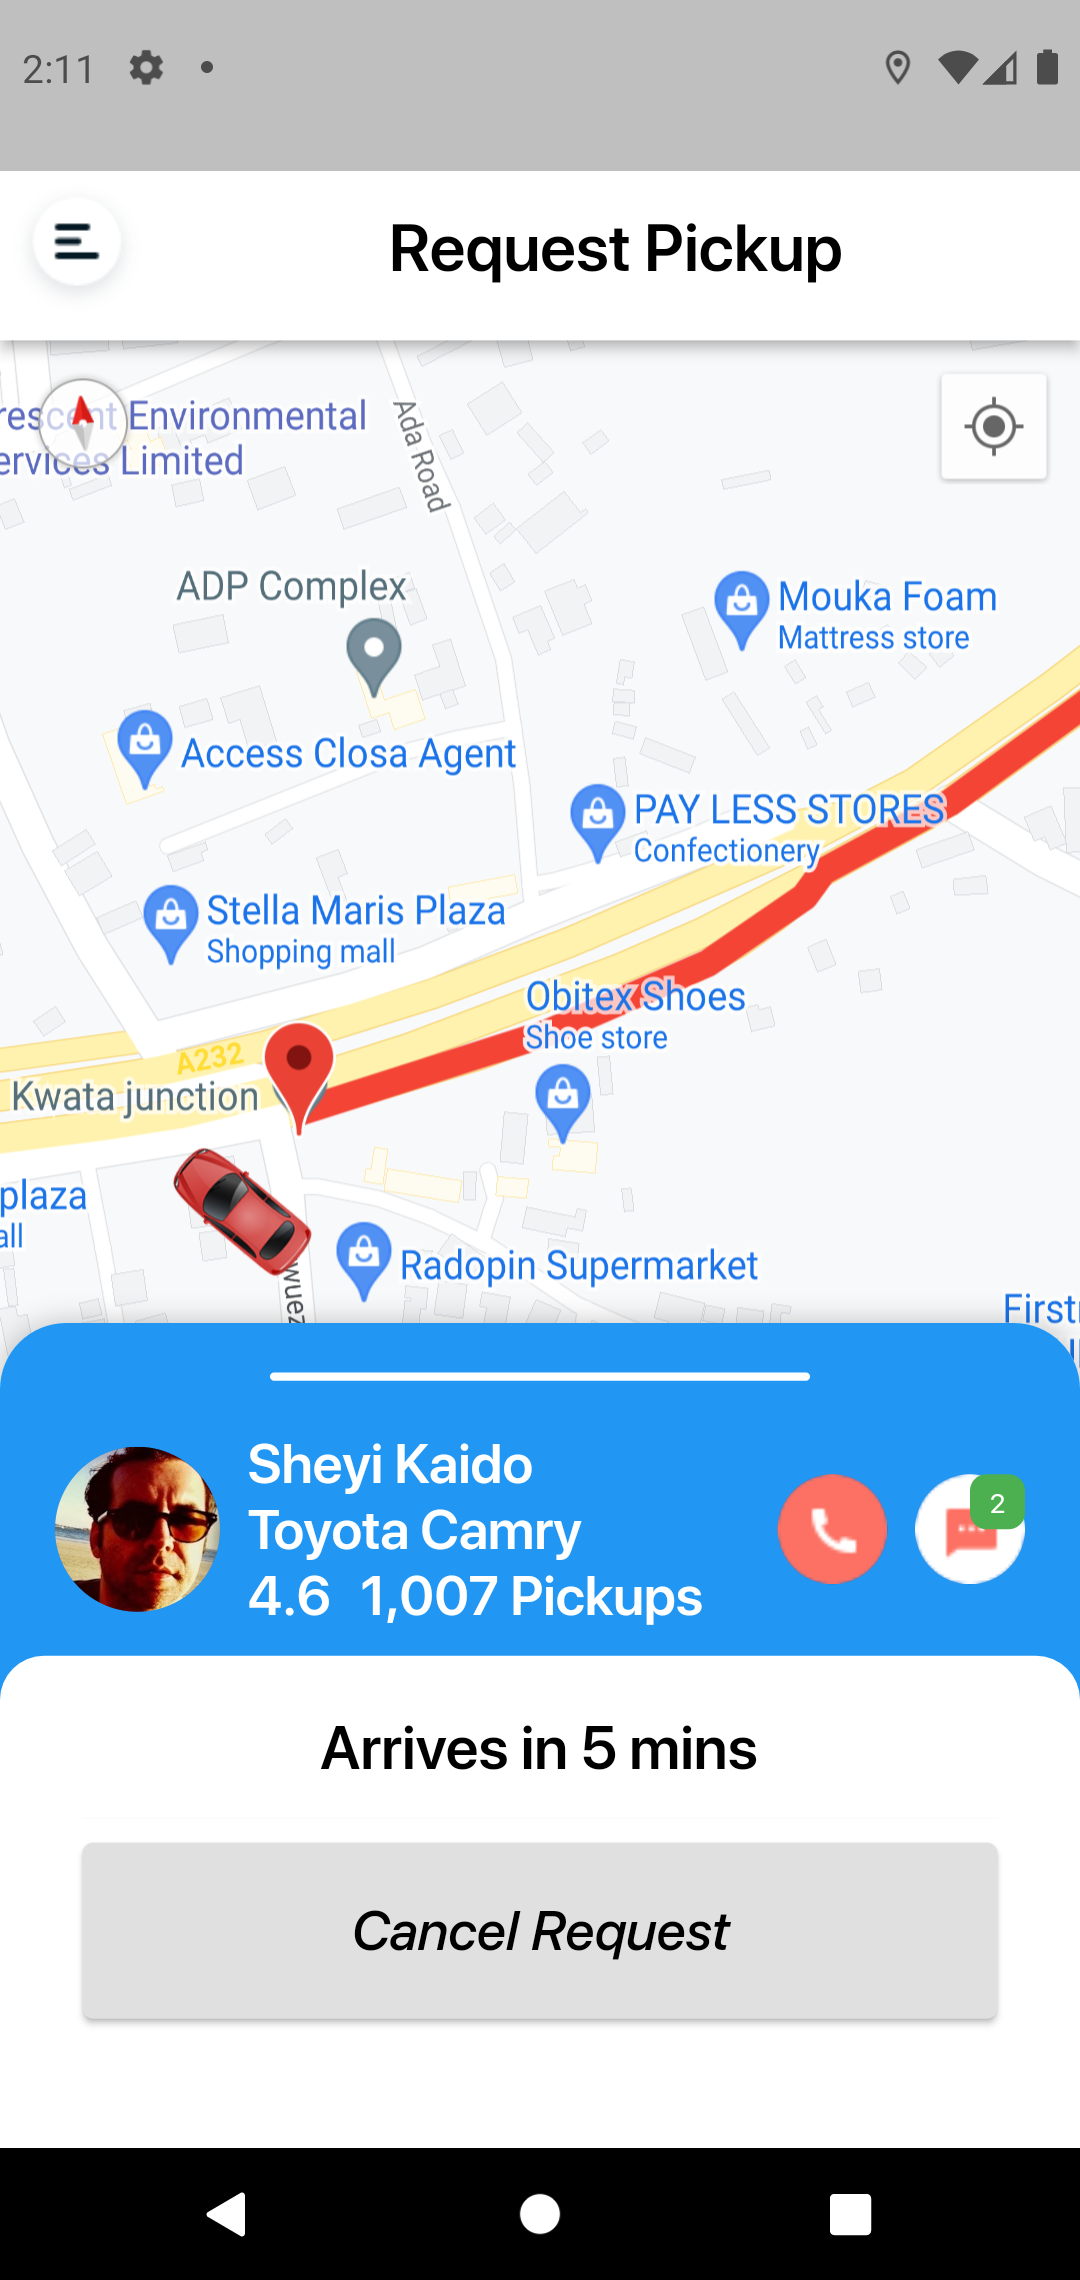 2:11
Request Pickup
Environmental
Limited
Ada Road
ADP Complex
Mouka Foam
Mattress store
Access Closa Agent
PAY LESS STORES
Confectionery
Stella Maris Plaza
Shopping mall
Obitex Shoes
Shoe store
A232
Kwata junction
plaza
all
Radopin Supermarket
wuez
First
Sheyi Kaido
Toyota Camry
4.6 1,007 Pickups
2
Arrives in 5 mins
Cancel Request